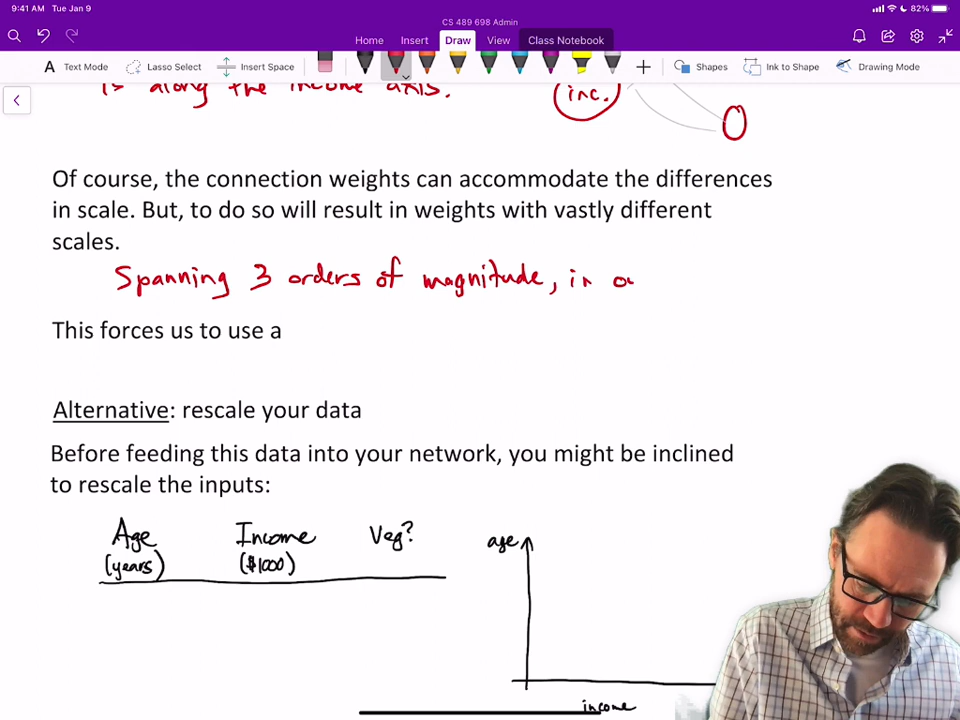 9:41 AM Tue Jan 9
82%
CS 489 698 Admin
Home Insert Draw View Class Notebook
A Text Mode Lasso Select Insert Space Shapes Ink to Shape Drawing Mode
is along the income axis.
inc.
Of course, the connection weights can accommodate the differences
in scale. But, to do so will result in weights with vastly different
scales.
Spanning 3 orders of magnitude, in
This forces us to use a
Alternative: rescale your data
Before feeding this data into your network, you might be inclined
to rescale the inputs:
Age Income Veg?
(years) ($1000)
age
income